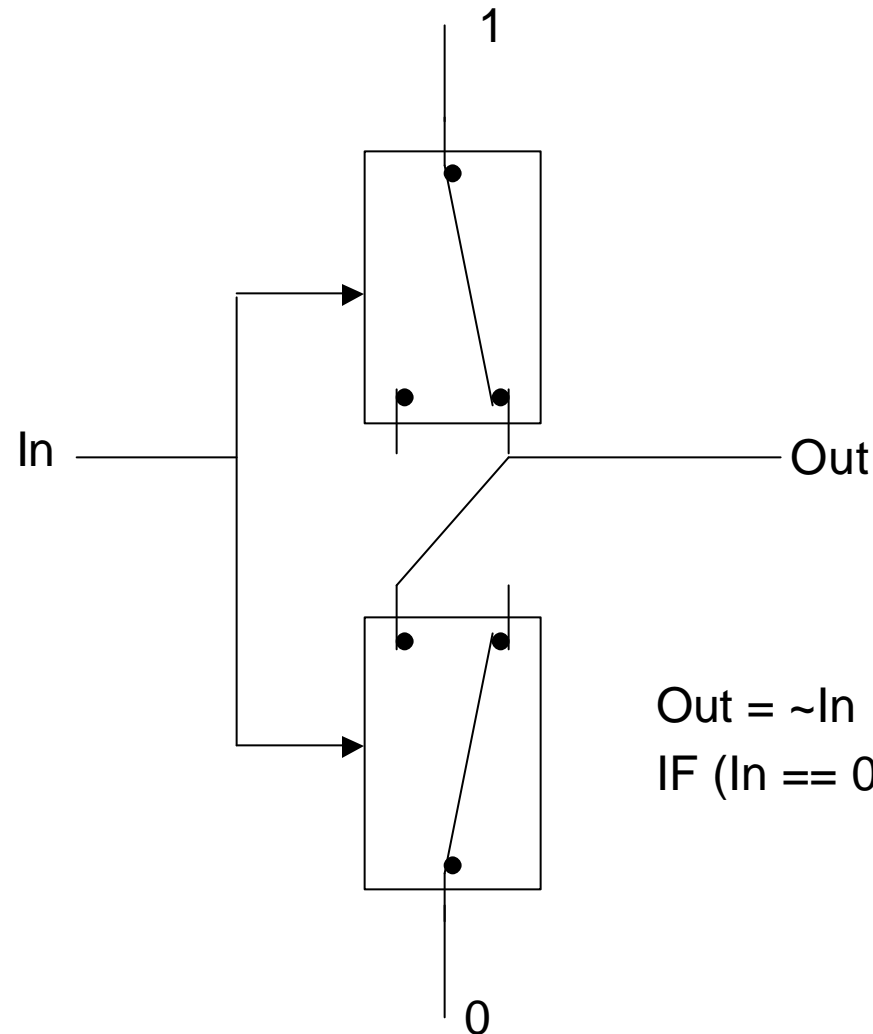 1
In
Out
Out = ~In
IF (In == 0
0